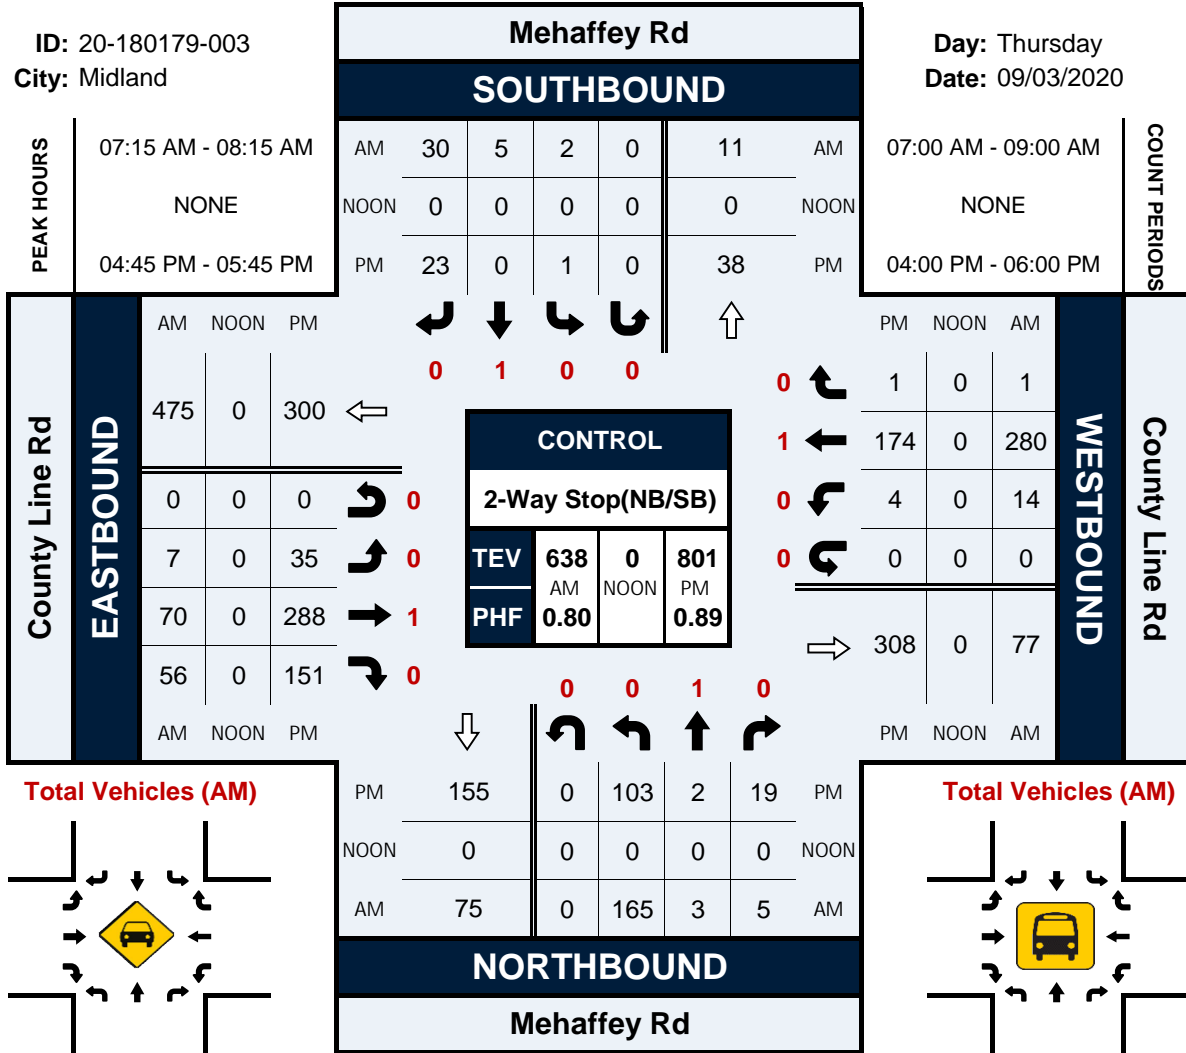 Mehaffey Rd
ID: 20-180179-003
Day: Thursday
City: Midland
Date: 09/03/2020
SOUTHBOUND
PEAK HOURS
07:15 AM - 08:15 AM
NONE
04:45 PM - 05:45 PM
AM 30 5 2 0 11 AM
NOON 0 0 0 0 0 NOON
PM 23 0 1 0 38 PM
07:00 AM - 09:00 AM
NONE
04:00 PM - 06:00 PM
COUNT PERIODS
0 1 0 0
County Line Rd
EASTBOUND
AM NOON PM
475 0 300
0 0 0 0
7 0 35 0
70 0 288 1
56 0 151 0
AM NOON PM
CONTROL
2-Way Stop(NB/SB)
TEV 638 0 801
AM NOON PM
PHF 0.80 0.89
PM NOON AM
0 1 0 1
1 174 0 280
0 4 0 14
0 0 0 0
308 0 77
PM NOON AM
WESTBOUND
County Line Rd
0 0 1 0
PM 155 0 103 2 19 PM
NOON 0 0 0 0 0 NOON
AM 75 0 165 3 5 AM
NORTHBOUND
Mehaffey Rd
Total Vehicles (AM)
Total Vehicles (AM)